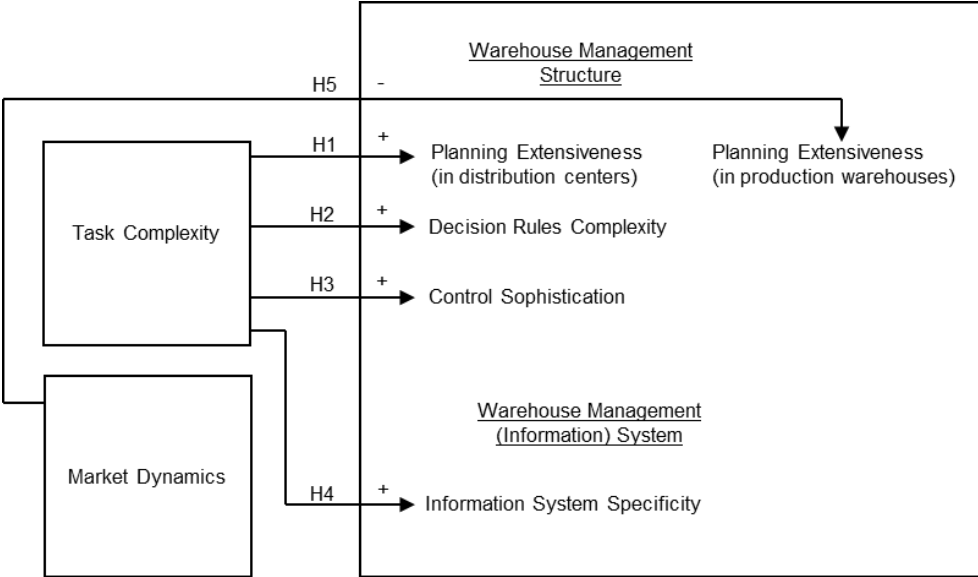 Warehouse Management
Structure
H5 -
H1 +
Planning Extensiveness
(in distribution centers)
Planning Extensiveness
(in production warehouses)
Task Complexity
H2 +
Decision Rules Complexity
H3 +
Control Sophistication
Warehouse Management
(Information) System
Market Dynamics
H4 +
Information System Specificity